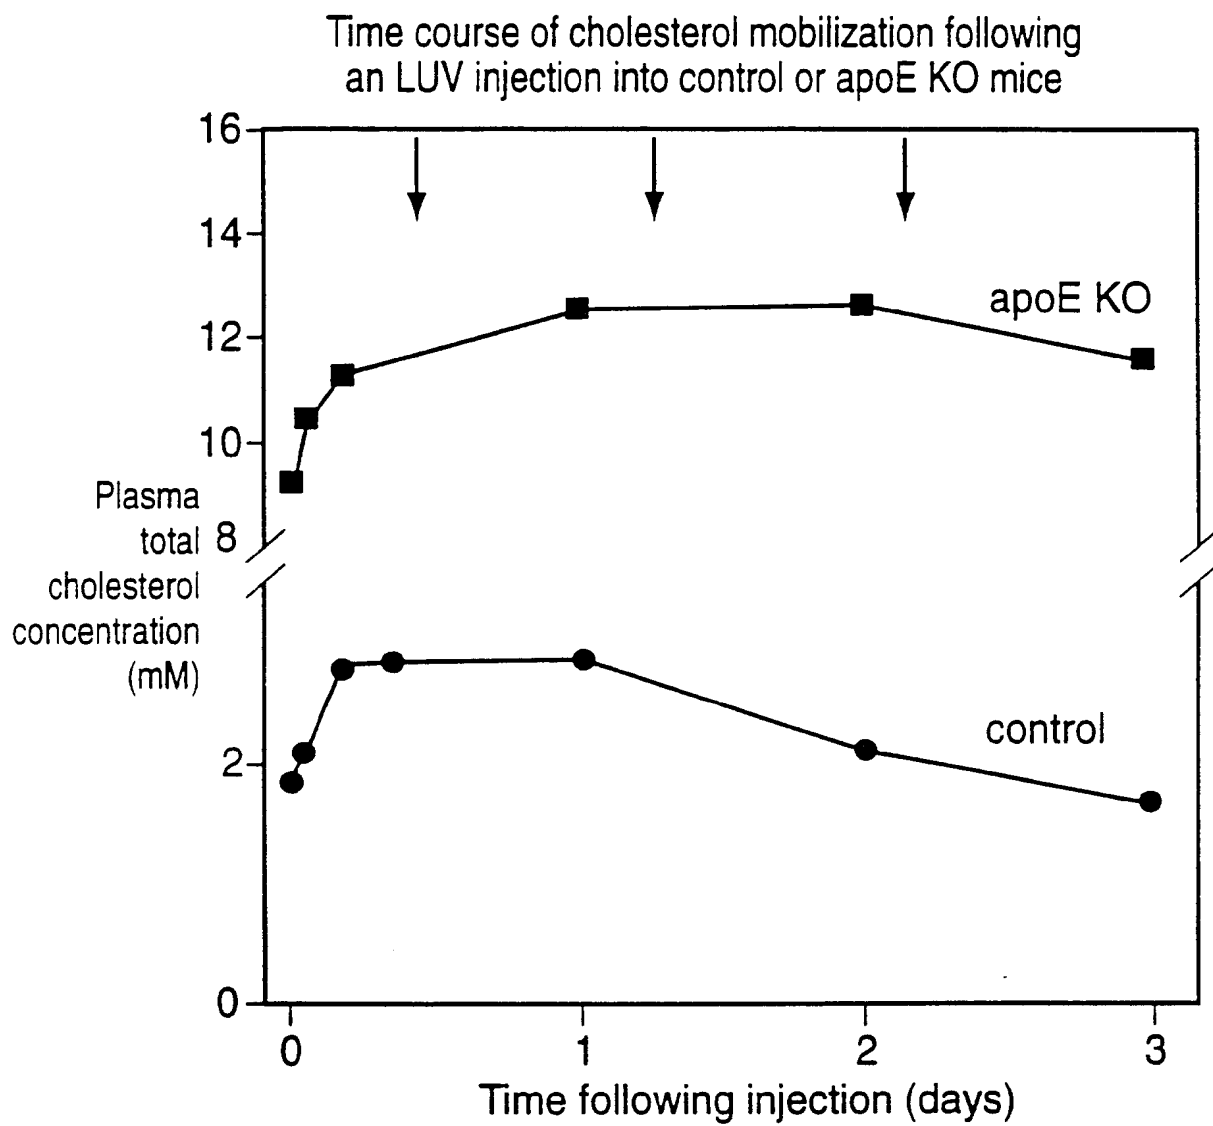 Time course of cholesterol mobilization following
an LUV injection into control or apoE KO mice
16
14
12
10
8
2
0
Plasma
total
cholesterol
concentration
(mM)
apoE KO
control
0 1 2 3
Time following injection (days)